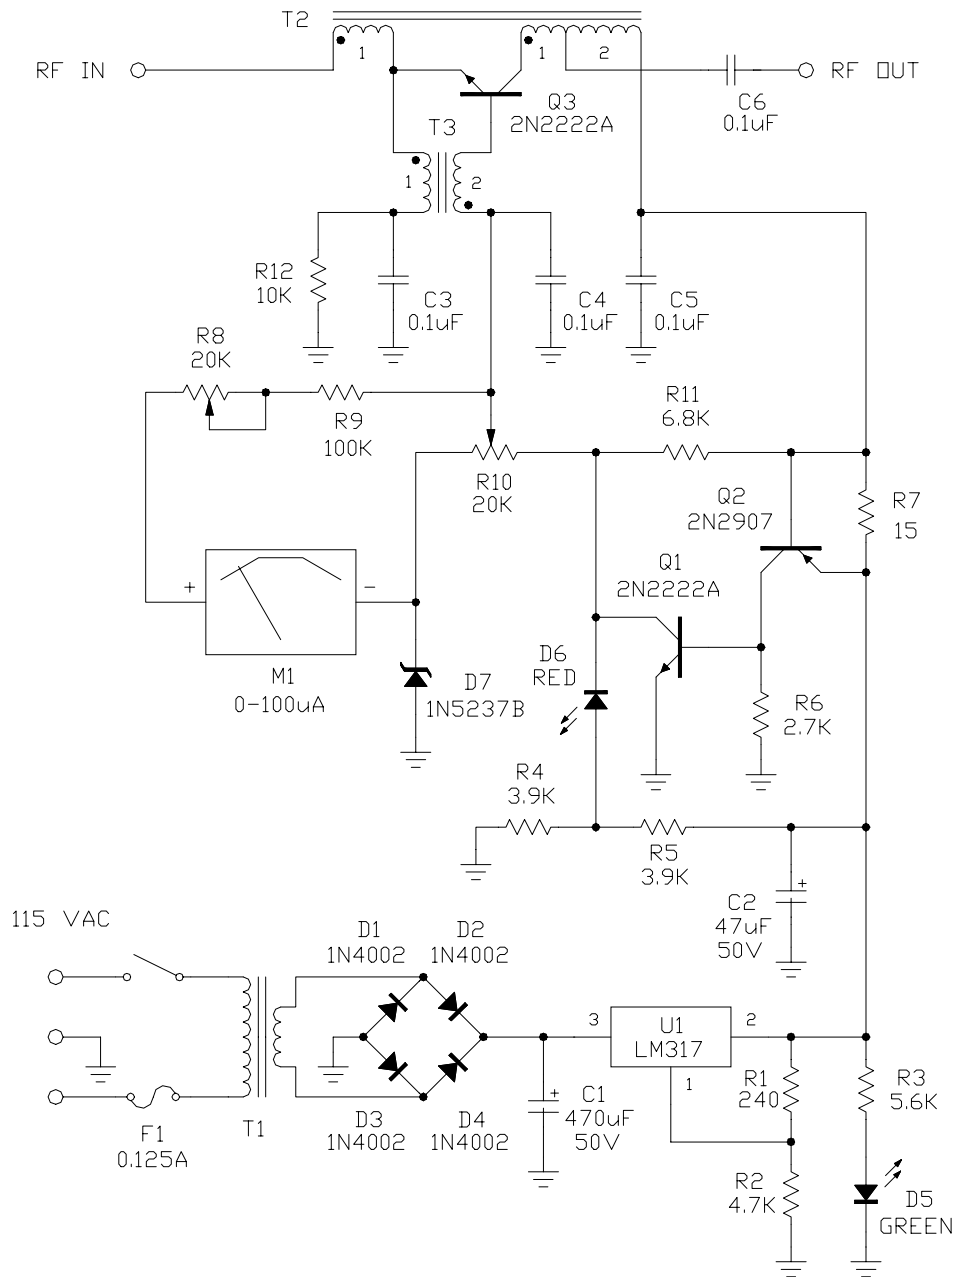 T2
1
1
2
RF IN
RF OUT
Q3
2N2222A
C6
0.1uF
T3
1
2
R12
10K
C3
0.1uF
C4
0.1uF
C5
0.1uF
R8
20K
R9
100K
R11
6.8K
R10
20K
Q2
2N2907
R7
15
Q1
2N2222A
+
-
M1
0-100uA
D7
1N5237B
D6
RED
R6
2.7K
R4
3.9K
R5
3.9K
+
C2
47uF
50V
115 VAC
D1
1N4002
D2
1N4002
3
U1
LM317
2
1
R1
240
R3
5.6K
+
C1
470uF
50V
D3
1N4002
D4
1N4002
T1
F1
0.125A
R2
4.7K
D5
GREEN